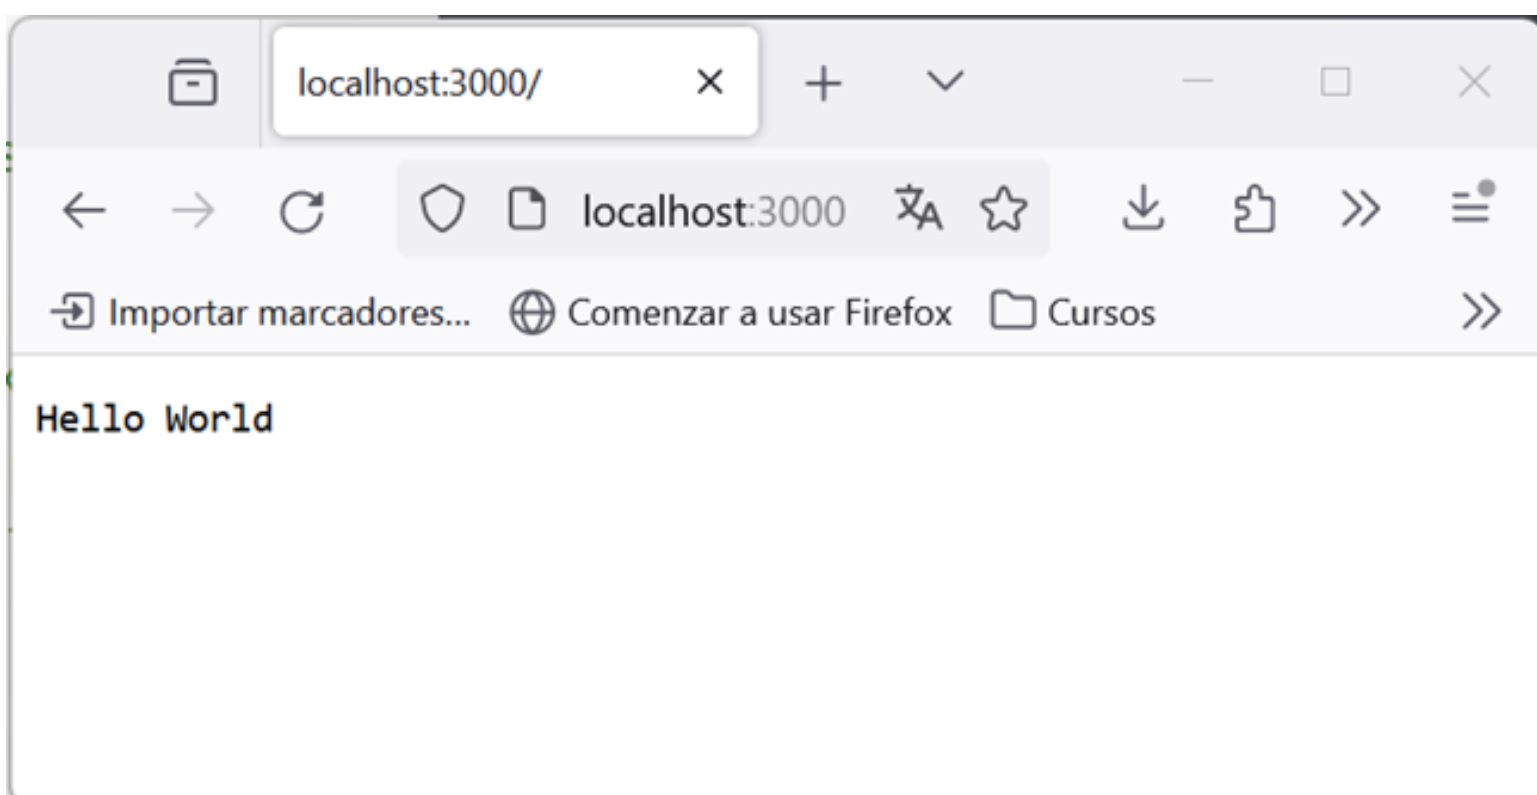 localhost:3000/
localhost:3000
Importar marcadores... Comenzar a usar Firefox Cursos
Hello World